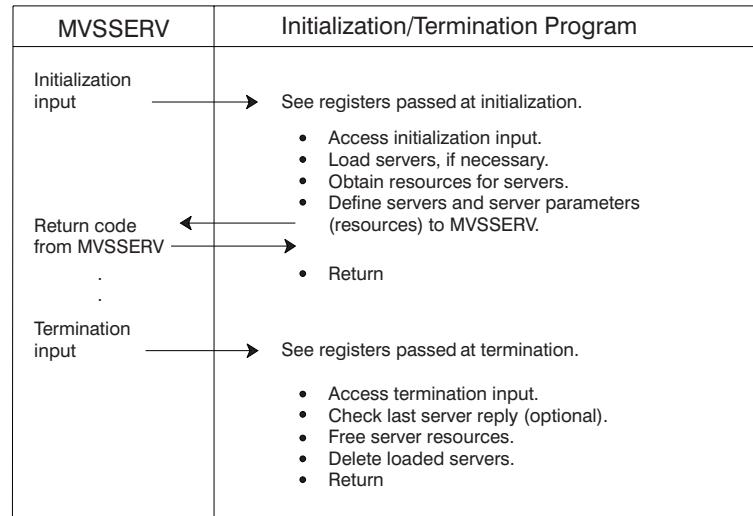 MVSSERV
Initialization/Termination Program
Initialization
input
See registers passed at initialization.
• Access initialization input.
• Load servers, if necessary.
• Obtain resources for servers.
• Define servers and server parameters
(resources) to MVSSERV.
Return code
from MVSSERV
• Return
.
.
Termination
input
See registers passed at termination.
• Access termination input.
• Check last server reply (optional).
• Free server resources.
• Delete loaded servers.
• Return